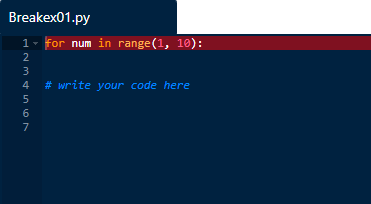 Breakex01.py
1 for num in range(1, 10):
2
3
4 # write your code here
5
6
7